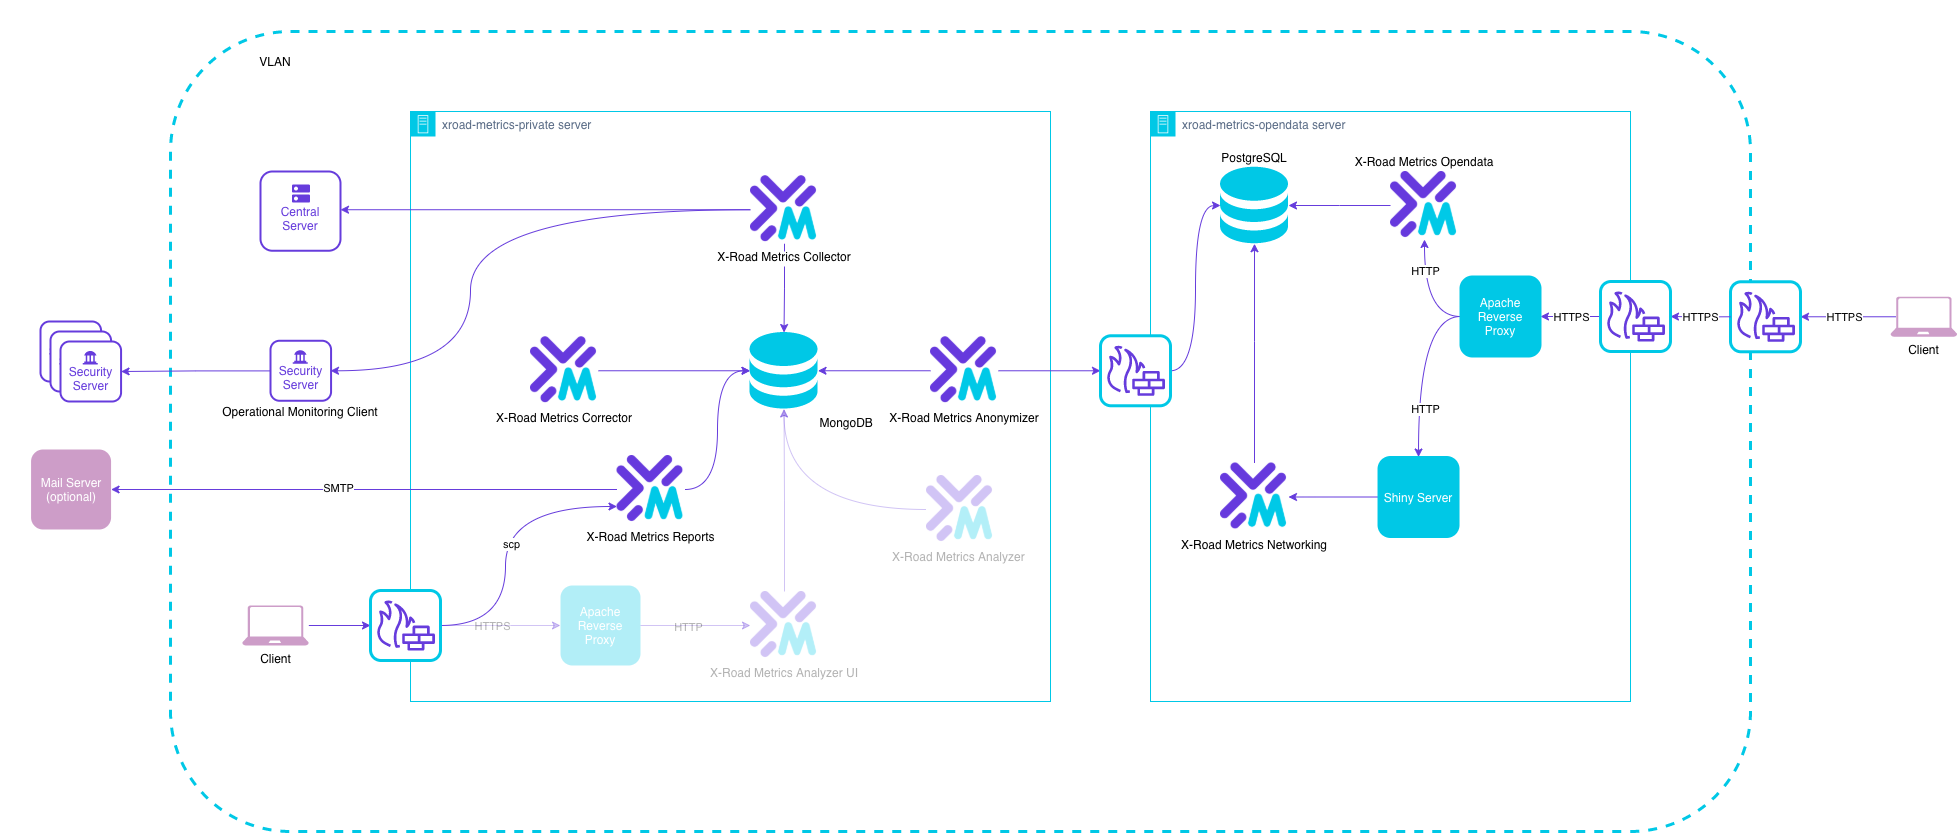 VLAN
xroad-metrics-private server
xroad-metrics-opendata server
PostgreSQL
X-Road Metrics Opendata
Central
Server
X-Road Metrics Collector
HTTP
Apache
Reverse
Proxy
HTTPS
HTTPS
HTTPS
Client
Security
Server
Security
Server
Operational Monitoring Client
X-Road Metrics Corrector
MongoDB
X-Road Metrics Anonymizer
HTTP
Mail Server
(optional)
SMTP
X-Road Metrics Reports
scp
X-Road Metrics Analyzer
Shiny Server
X-Road Metrics Networking
Client
HTTPS
Apache
Reverse
Proxy
HTTP
X-Road Metrics Analyzer UI